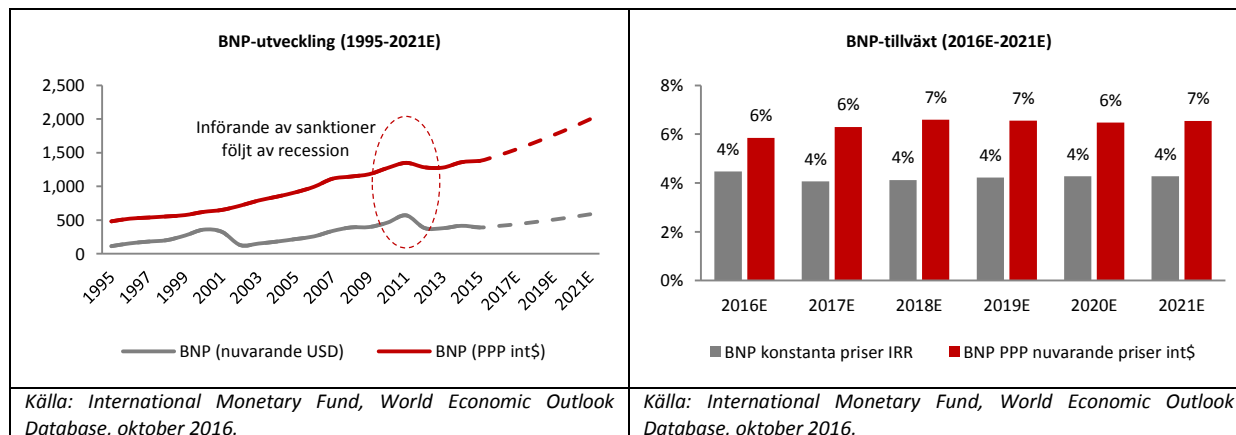 BNP-utveckling (1995-2021E)
2,500
2,000
1,500
1,000
500
0
Införande av sanktioner
följt av recession
1995
1997
1999
2001
2003
2005
2007
2009
2011
2013
2015
2017E
2019E
2021E
BNP (nuvarande USD)
BNP (PPP int$)
Källa: International Monetary Fund, World Economic Outlook
Database, oktober 2016.
BNP-tillväxt (2016E-2021E)
8%
6%
4%
2%
0%
4% 6% 4% 6% 4% 7% 4% 7% 4% 6% 4% 7%
2016E 2017E 2018E 2019E 2020E 2021E
BNP konstanta priser IRR
BNP PPP nuvarande priser int$
Källa: International Monetary Fund, World Economic Outlook
Database, oktober 2016.